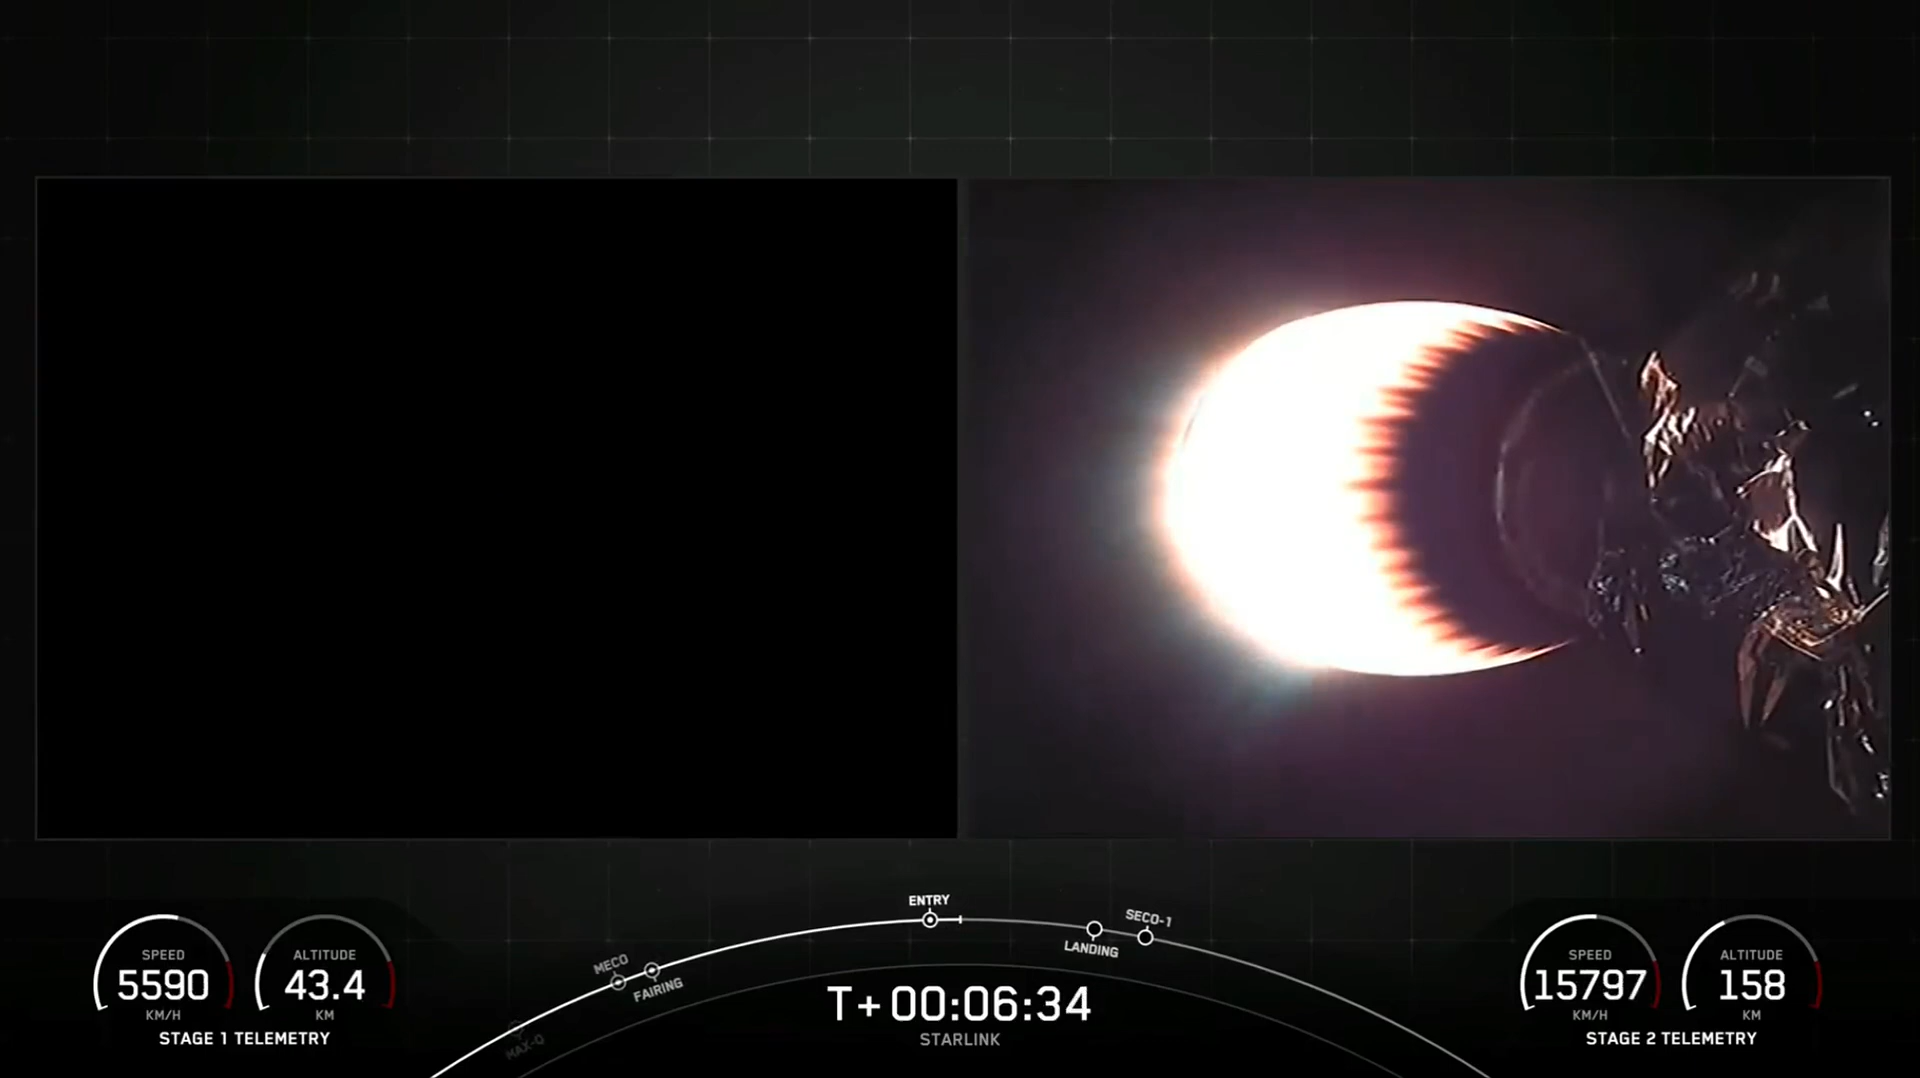 ENTRY
SECO-1
LANDING
MECO
FAIRING
MAX-Q
SPEED
5590
KM/H
ALTITUDE
43.4
KM
STAGE 1 TELEMETRY
T+00:06:34
STARLINK
SPEED
15797
KM/H
ALTITUDE
158
KM
STAGE 2 TELEMETRY